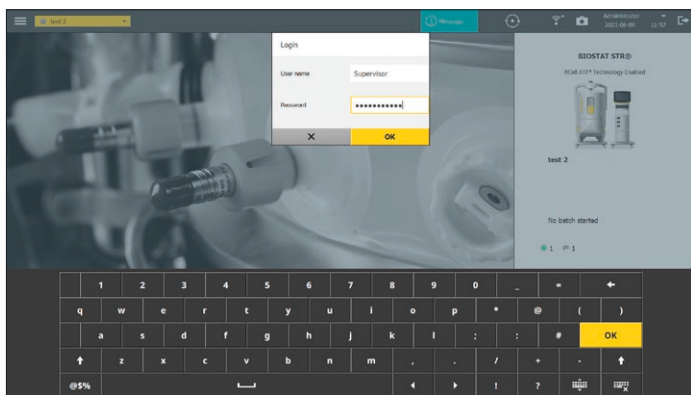 test 2
Message
Administrator
2021-08-09 11:57
Login
User name Supervisor
Password
OK
BIOSTAT STR®
XCell ATF® Technology Enabled
test 2
No batch started
1 1
1 2 3 4 5 6 7 8 9 0 _ =
q w e r t y u i o p * @ ( )
a s d f g h j k l ; : # OK
z x c v b n m , . / + -
@$% ! ?